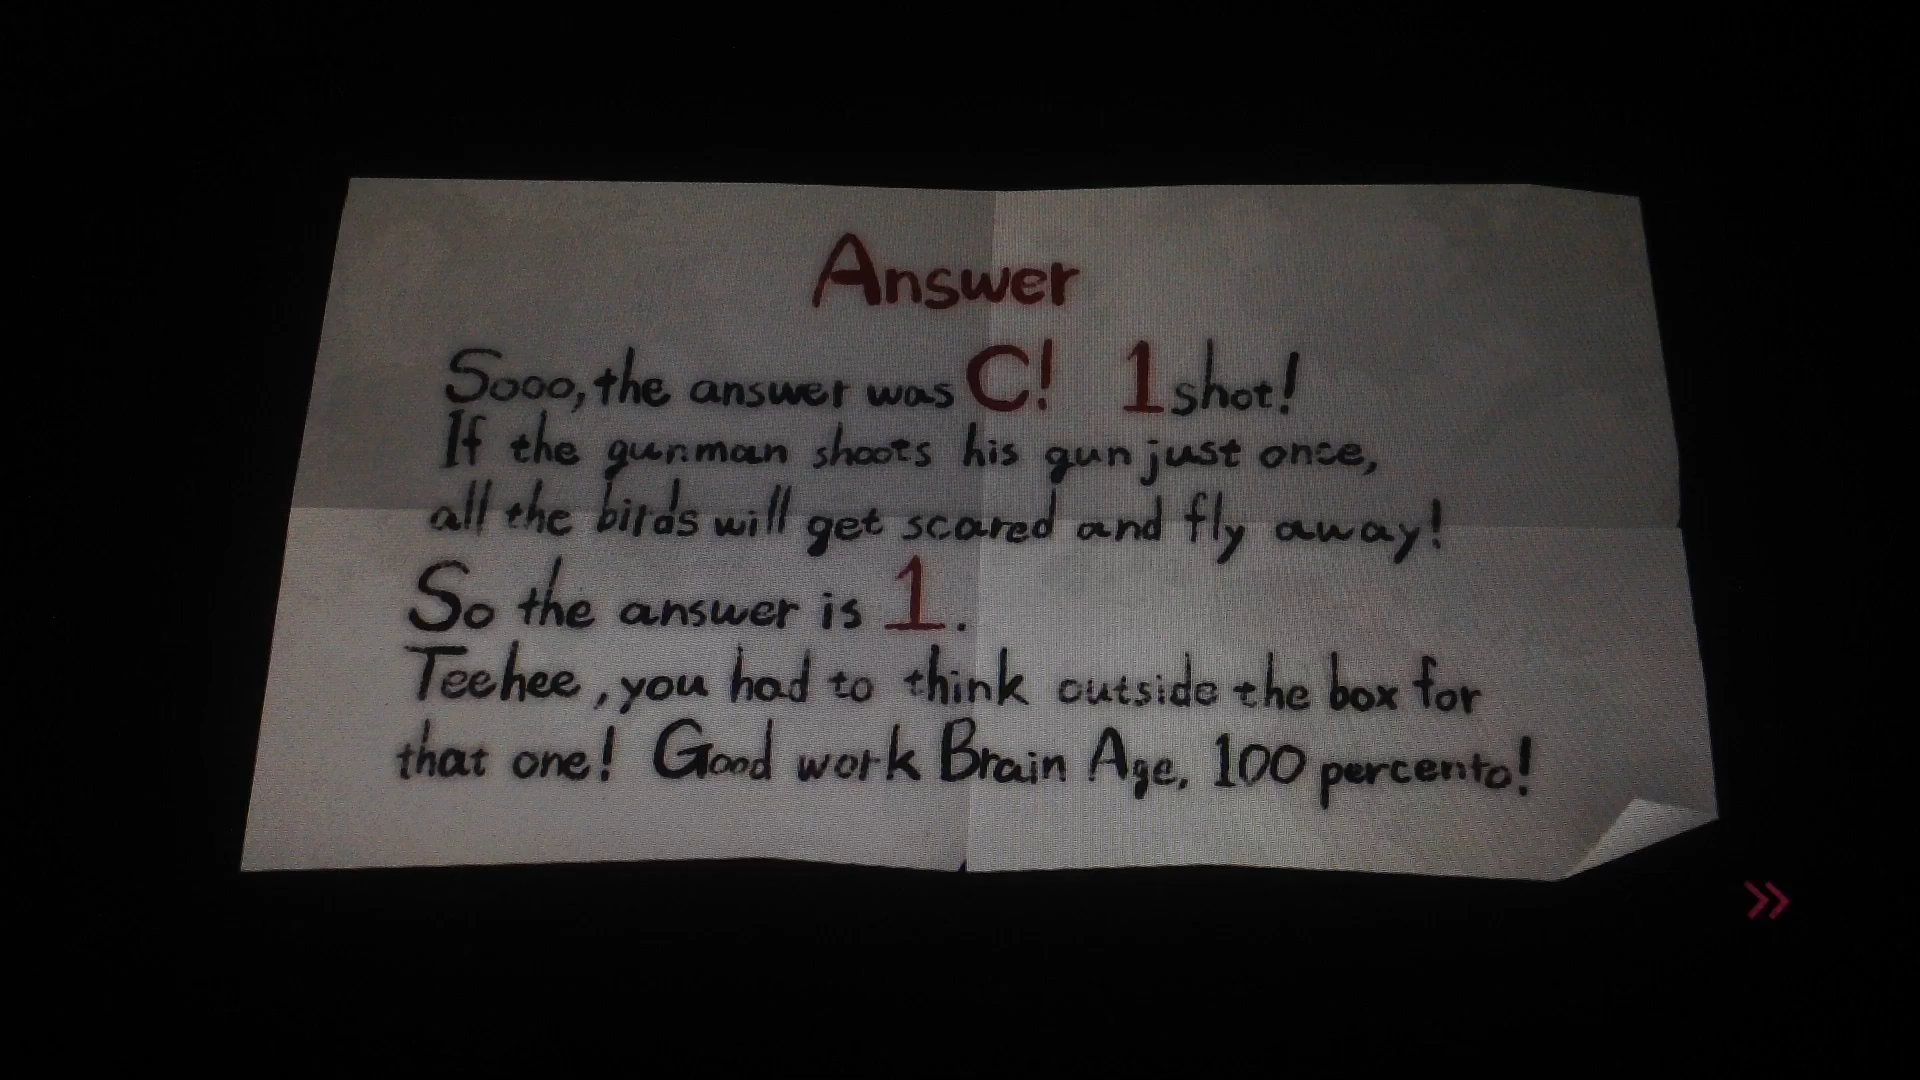 Answer
Sooo, the answer was C! 1 shot!
If the gunman shoots his gun just once,
all the birds will get scared and fly away!
So the answer is 1.
Teehee, you had to think outside the box for
that one! Good work Brain Age, 100 percento!